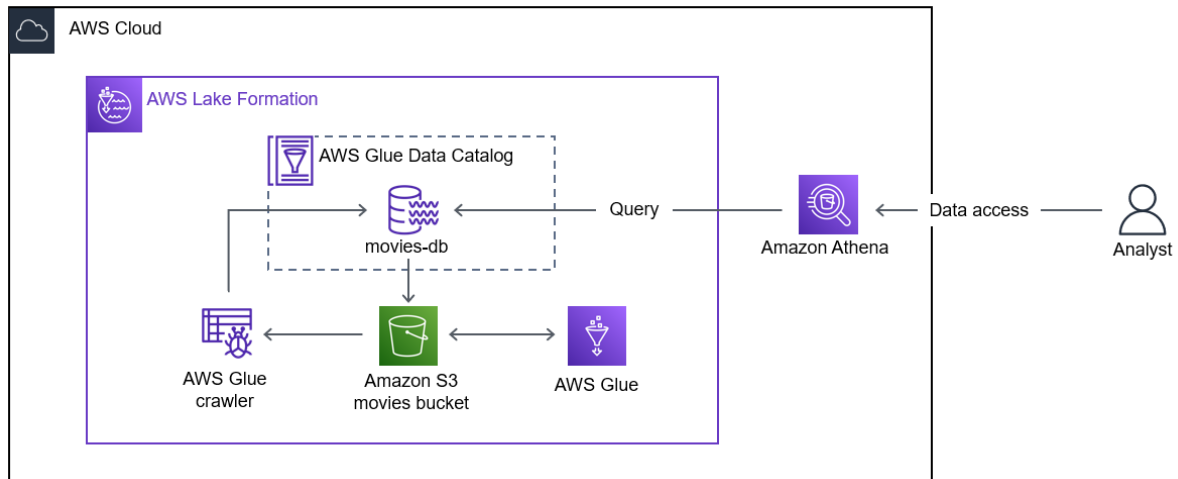 AWS Cloud
AWS Lake Formation
AWS Glue Data Catalog
movies-db
Query
Amazon Athena
Data access
Analyst
AWS Glue
crawler
Amazon S3
movies bucket
AWS Glue